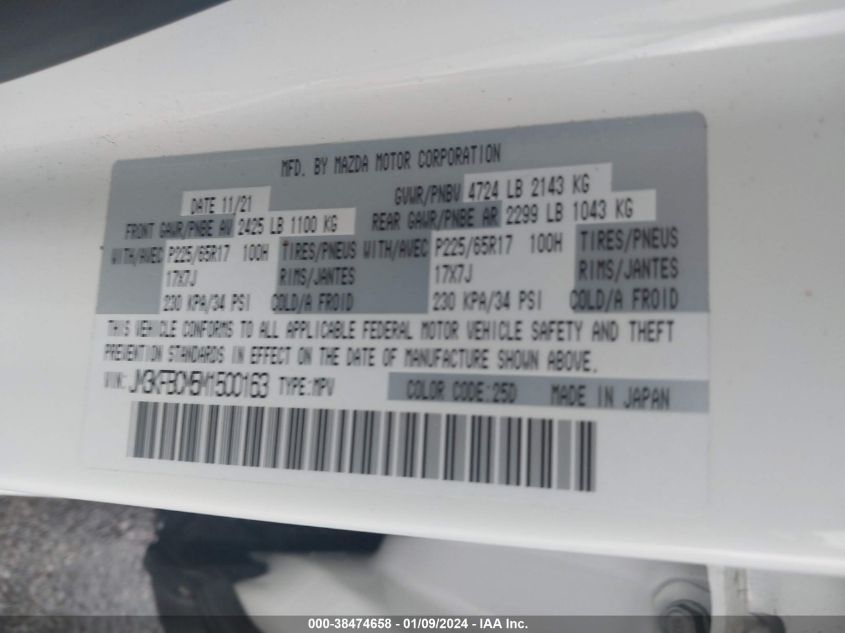 MFD. BY MAZDA MOTOR CORPORATION
DATE 11/21 GVWR/PNBV 4724 LB 2143 KG
FRONT GAWR/PNBE AV 2425 LB 1100 KG REAR GAWR/PNBE AR 2299 LB 1043 KG
WITH/AVEC P225/65R17 100H TIRES/PNEUS WITH/AVEC P225/65R17 100H TIRES/PNEUS
17X7J RIMS/JANTES 17X7J RIMS/JANTES
230 KPA/34 PSI COLD/A FROID 230 KPA/34 PSI COLD/A FROID
THIS VEHICLE CONFORMS TO ALL APPLICABLE FEDERAL MOTOR VEHICLE SAFETY AND THEFT
PREVENTION STANDARDS IN EFFECT ON THE DATE OF MANUFACTURE SHOWN ABOVE.
VIN: JM3KFBCM5M1500163 TYPE:MPV COLOR CODE:25D MADE IN JAPAN
000-38474658 - 01/09/2024 - IAA Inc.